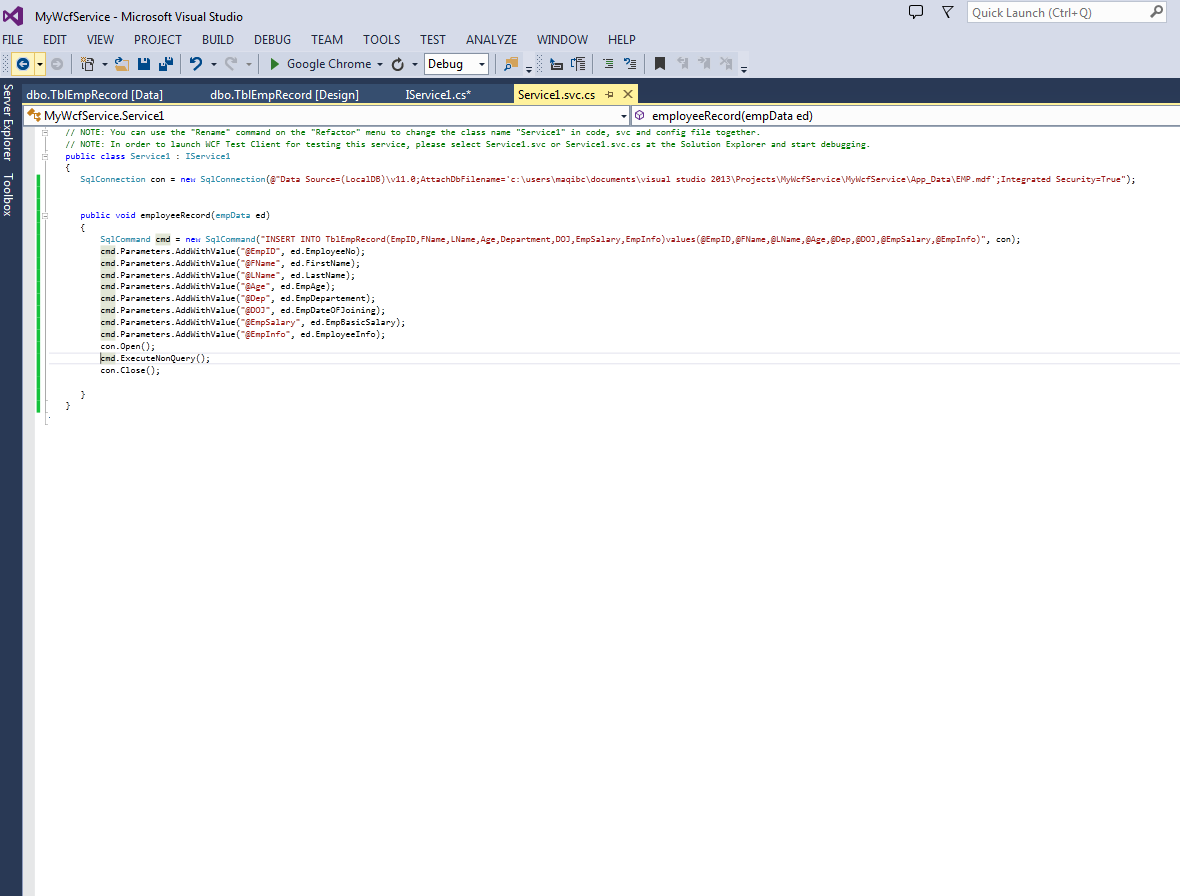 MyWcfService - Microsoft Visual Studio
Quick Launch (Ctrl+Q)
FILE EDIT VIEW PROJECT BUILD DEBUG TEAM TOOLS TEST ANALYZE WINDOW HELP
Google Chrome Debug
Server Explorer
Toolbox
dbo.TblEmpRecord [Data] dbo.TblEmpRecord [Design] IService1.cs* Service1.svc.cs
MyWcfService.Service1 employeeRecord(empData ed)
// NOTE: You can use the "Rename" command on the "Refactor" menu to change the class name "Service1" in code, svc and config file together.
// NOTE: In order to launch WCF Test Client for testing this service, please select Service1.svc or Service1.svc.cs at the Solution Explorer and start debugging.
public class Service1 : IService1
{
SqlConnection con = new SqlConnection(@"Data Source=(LocalDB)\v11.0;AttachDbFilename='c:\users\maqibc\documents\visual studio 2013\Projects\MyWcfService\MyWcfService\App_Data\EMP.mdf';Integrated Security=True");
public void employeeRecord(empData ed)
{
SqlCommand cmd = new SqlCommand("INSERT INTO TblEmpRecord(EmpID,FName,LName,Age,Department,DOJ,EmpSalary,EmpInfo)values(@EmpID,@FName,@LName,@Age,@Dep,@DOJ,@EmpSalary,@EmpInfo)", con);
cmd.Parameters.AddWithValue("@EmpID", ed.EmployeeNo);
cmd.Parameters.AddWithValue("@FName", ed.FirstName);
cmd.Parameters.AddWithValue("@LName", ed.LastName);
cmd.Parameters.AddWithValue("@Age", ed.EmpAge);
cmd.Parameters.AddWithValue("@Dep", ed.EmpDepartement);
cmd.Parameters.AddWithValue("@DOJ", ed.EmpDateOFJoining);
cmd.Parameters.AddWithValue("@EmpSalary", ed.EmpBasicSalary);
cmd.Parameters.AddWithValue("@EmpInfo", ed.EmployeeInfo);
con.Open();
cmd.ExecuteNonQuery();
con.Close();
}
}